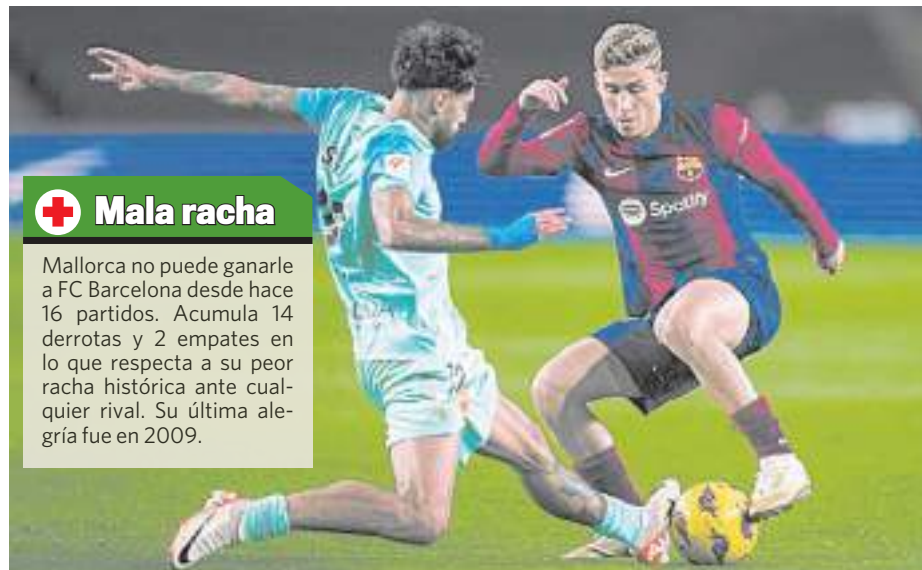 Mala racha
Mallorca no puede ganarle
a FC Barcelona desde hace
16 partidos. Acumula 14
derrotas y 2 empates en
lo que respecta a su peor
racha histórica ante cual-
quier rival. Su última ale-
gría fue en 2009.
Spotify